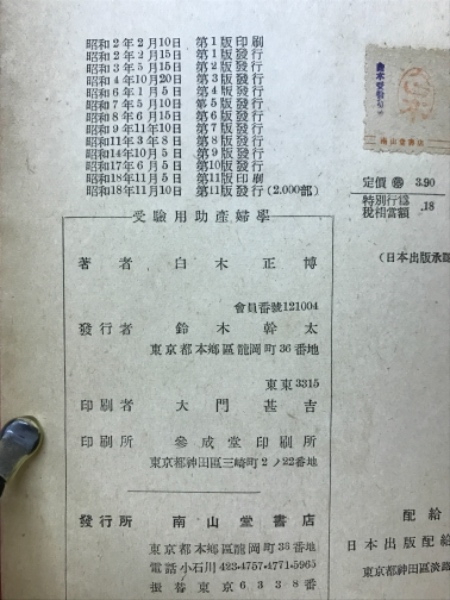 昭和2年2月10日 第1版印刷
昭和2年2月15日 第1版發行
昭和3年5月15日 第2版發行
昭和4年10月20日 第3版發行
昭和6年1月5日 第4版發行
昭和7年5月10日 第5版發行
昭和8年6月15日 第6版發行
昭和9年11月10日 第7版發行
昭和11年3月8日 第8版發行
昭和14年10月5日 第9版發行
昭和17年6月5日 第10版發行
昭和18年11月5日 第11版印刷
昭和18年11月10日 第11版發行(2.000部)
受驗用助產婦學
著者 白木正博
會員番號121004
發行者 鈴木幹太
東京都本鄕區龍岡町36番地
東東3315
印刷者 大門甚吉
印刷所 參成堂印刷所
東京都神田區三崎町2ノ22番地
發行所 南山堂書店
東京都本鄕區龍岡町36番地
電話小石川423・4757・4771・5965
振替東京6338番
南山堂書店
定價 3.90
特別行爲稅相當額 .18
(日本出版承認
配給
日本出版配給
東京都神田區淡路